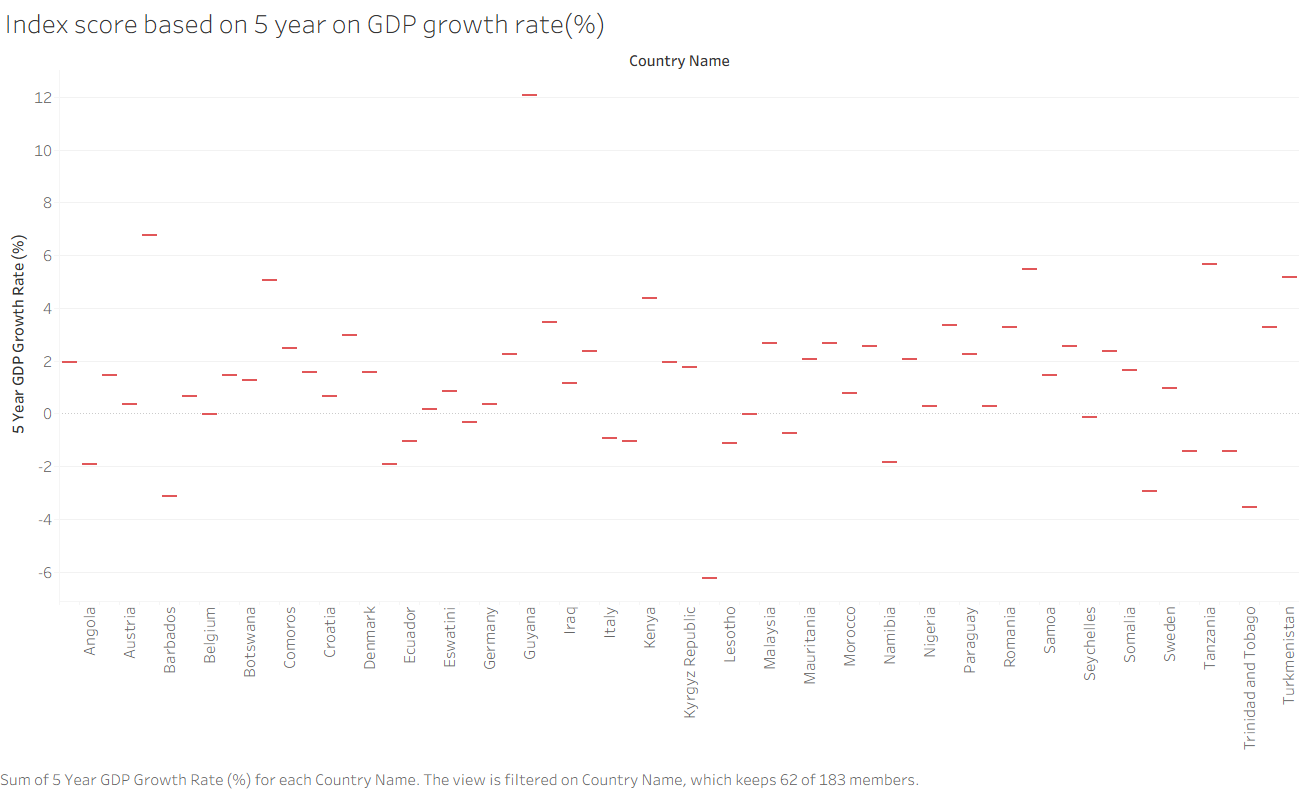 Index score based on 5 year on GDP growth rate(%)
Country Name
5 Year GDP Growth Rate (%)
12
10
8
6
4
2
0
-2
-4
-6
Angola
Austria
Barbados
Belgium
Botswana
Comoros
Croatia
Denmark
Ecuador
Eswatini
Germany
Guyana
Iraq
Italy
Kenya
Kyrgyz Republic
Lesotho
Malaysia
Mauritania
Morocco
Namibia
Nigeria
Paraguay
Romania
Samoa
Seychelles
Somalia
Sweden
Tanzania
Trinidad and Tobago
Turkmenistan
Sum of 5 Year GDP Growth Rate (%) for each Country Name. The view is filtered on Country Name, which keeps 62 of 183 members.